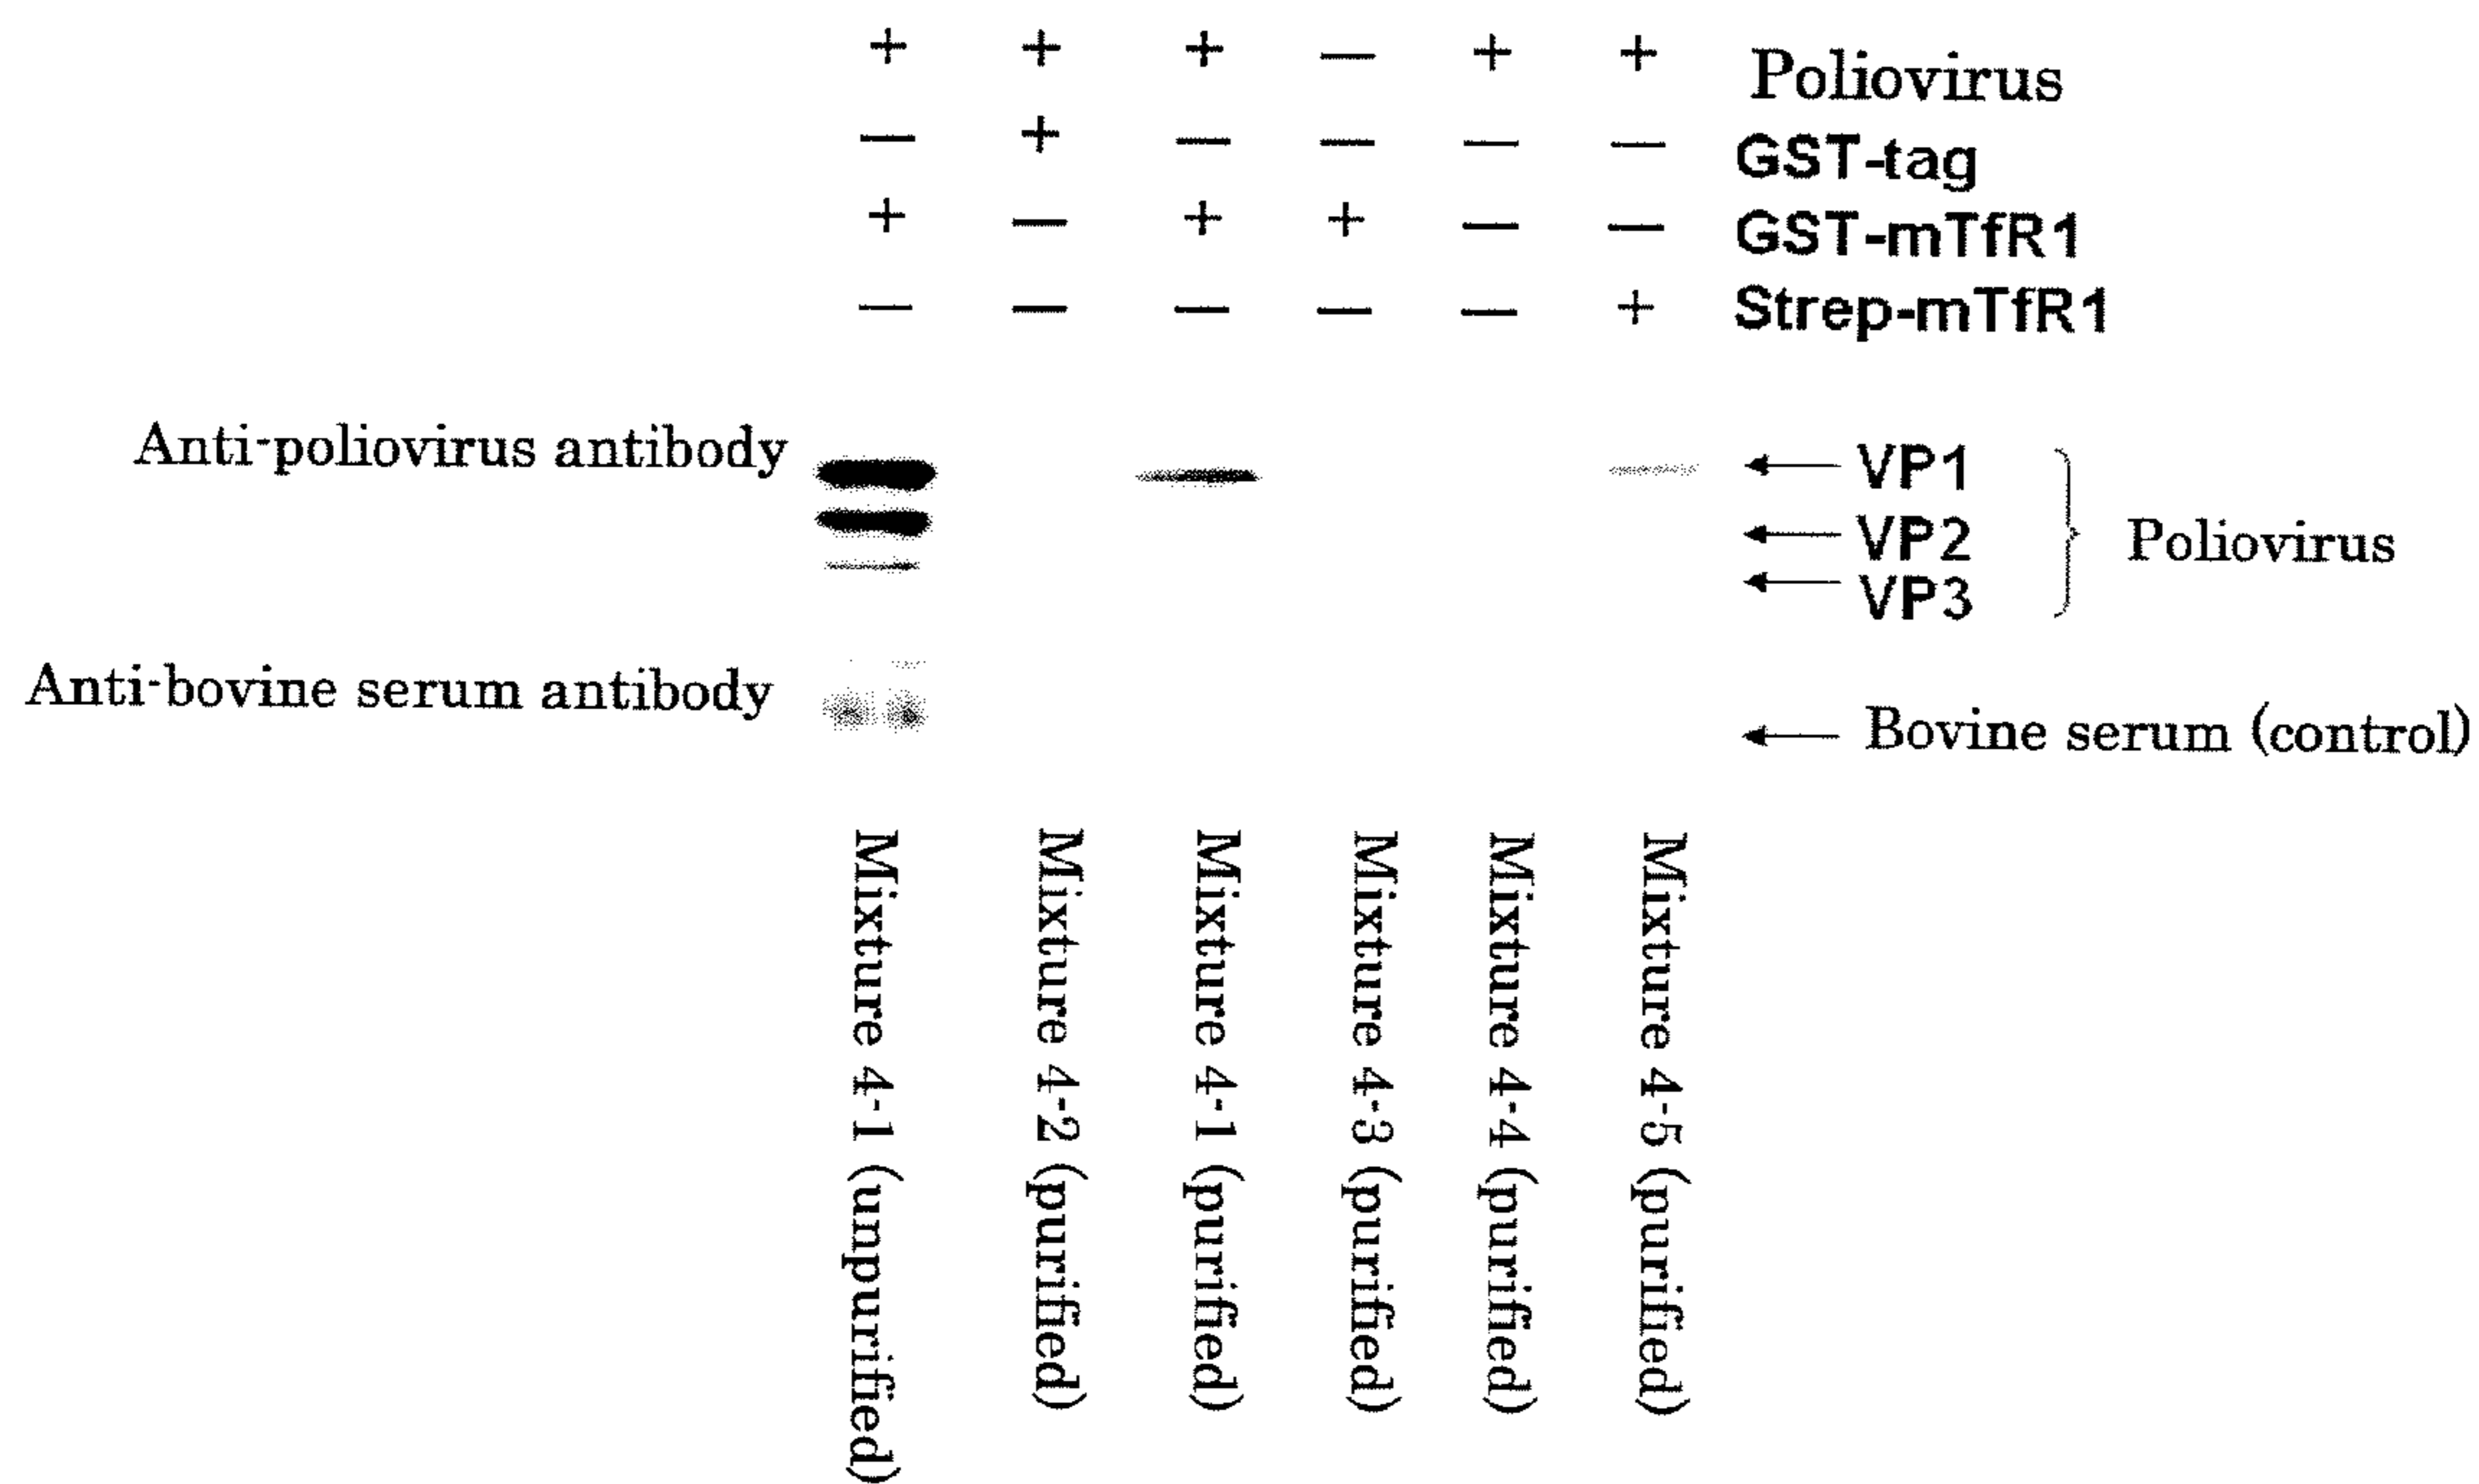 + + + — + + Poliovirus
— + — — — — GST-tag
+ — + + — — GST-mTfR1
— — — — — + Strep-mTfR1
Anti-poliovirus antibody
VP1
VP2
VP3
Poliovirus
Anti-bovine serum antibody
Bovine serum (control)
Mixture 4-1 (unpurified)
Mixture 4-2 (purified)
Mixture 4-1 (purified)
Mixture 4-3 (purified)
Mixture 4-4 (purified)
Mixture 4-5 (purified)